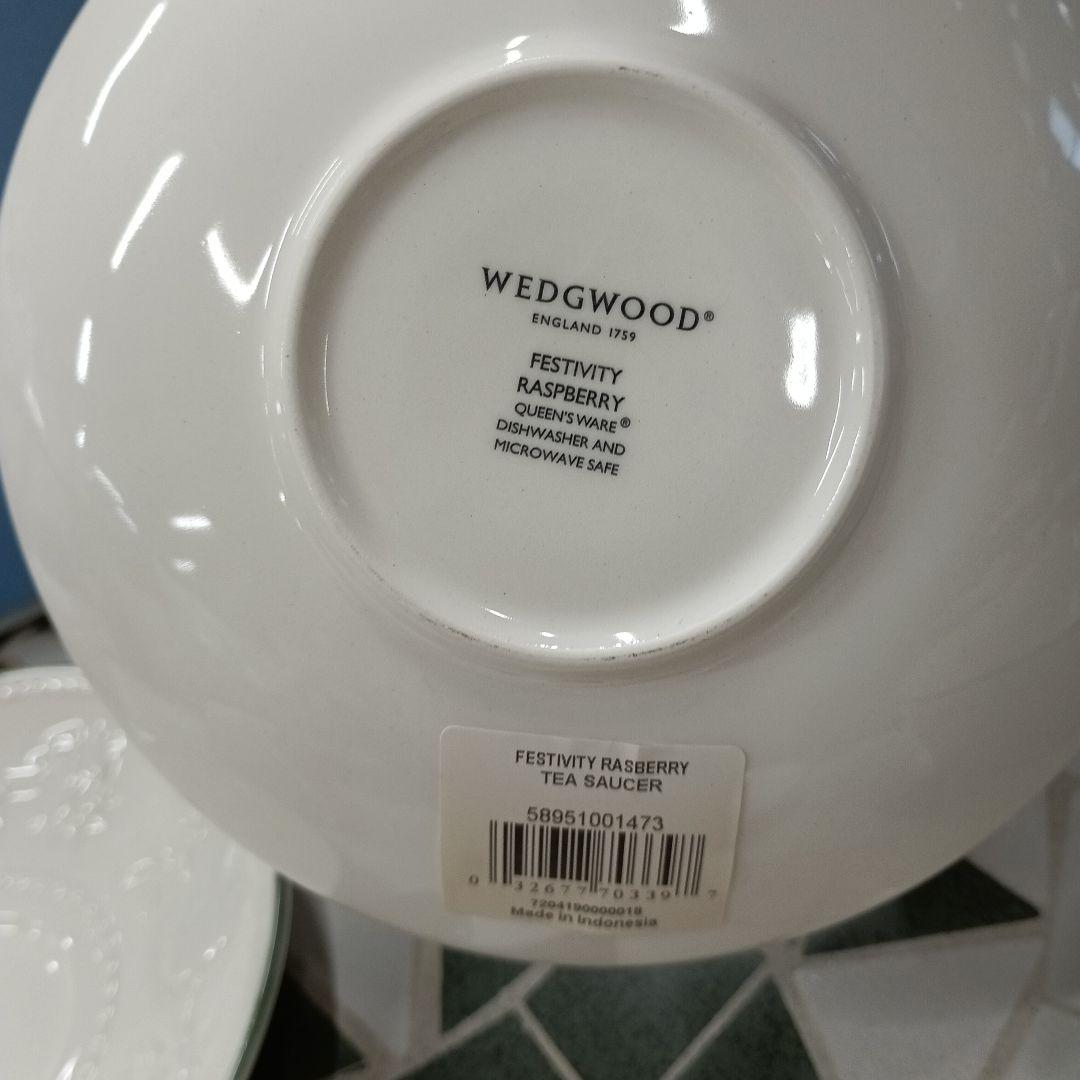 WEDGWOOD®
ENGLAND 1759
FESTIVITY
RASPBERRY
QUEEN'S WARE®
DISHWASHER AND
MICROWAVE SAFE
FESTIVITY RASBERRY
TEA SAUCER
58951001473
0 32677 70339 7
7204190000018
Made in Indonesia